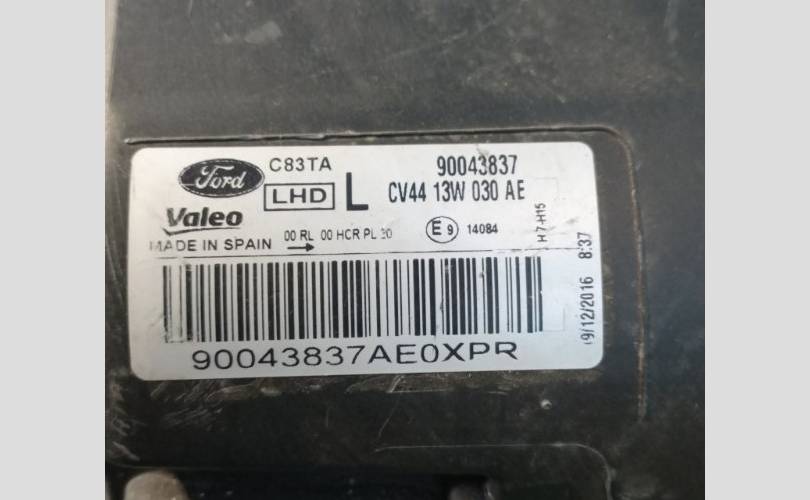 Ford
C83TA
90043837
LHD L
CV44 13W 030 AE
Valeo
MADE IN SPAIN
00 RL 00 HCR PL 20
E 9
14084
H7-H15
9/12/2016 8:37
90043837AE0XPR